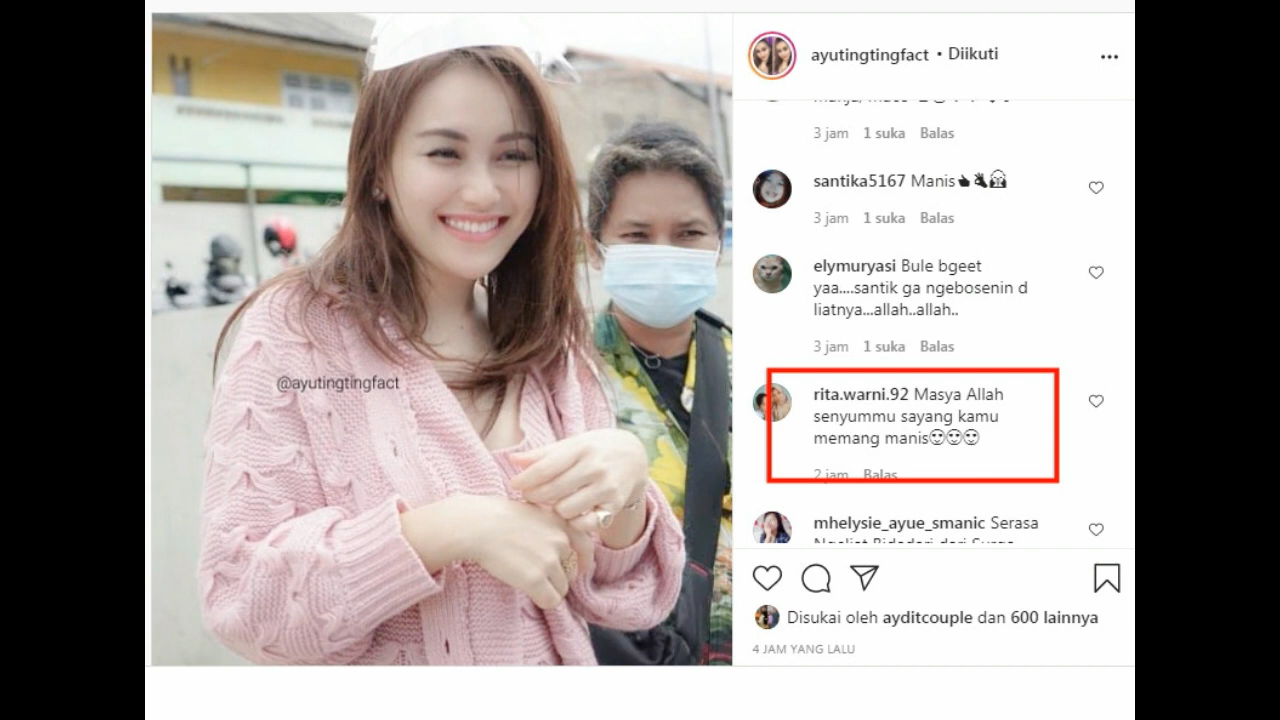 @ayutingtingfact
ayutingtingfact • Diikuti
3 jam 1 suka Balas
santika5167 Manis
3 jam 1 suka Balas
elymuryasi Bule bgeet
yaa....santik ga ngebosenin d
liatnya...allah..allah..
3 jam 1 suka Balas
rita.warni.92 Masya Allah
senyummu sayang kamu
memang manis
2 jam Balas
mhelysie_ayue_smanic Serasa
Disukai oleh ayditcouple dan 600 lainnya
4 JAM YANG LALU